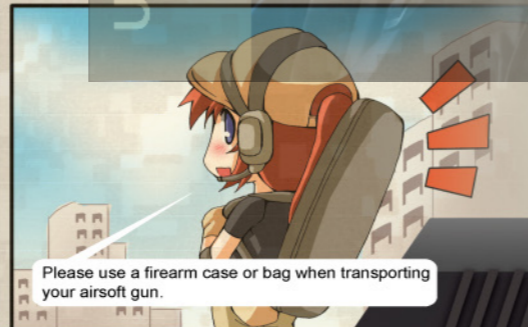 Please use a firearm case or bag when transporting
your airsoft gun.